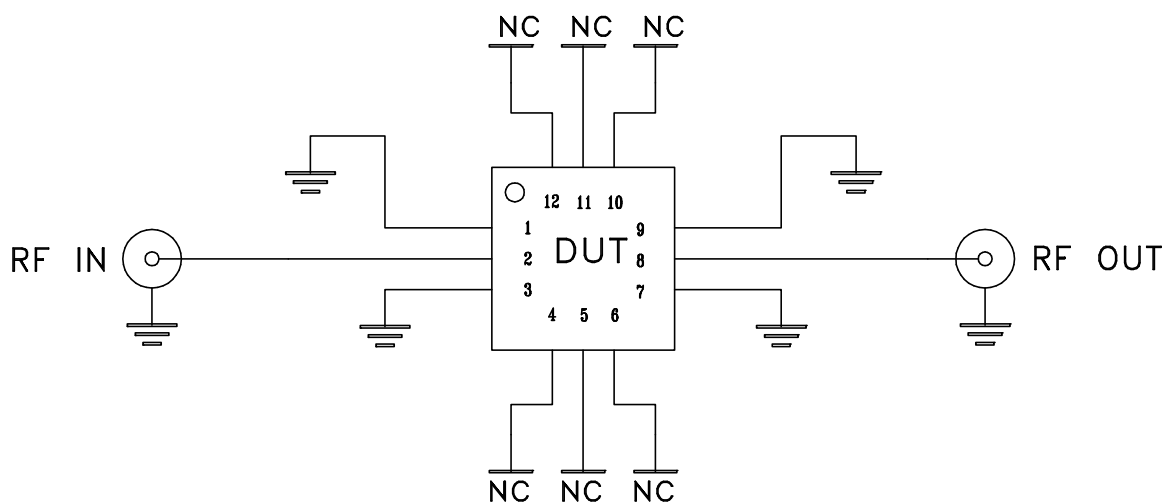 NC NC NC
12 11 10
1 9
RF IN 2 DUT 8 RF OUT
3 7
4 5 6
NC NC NC